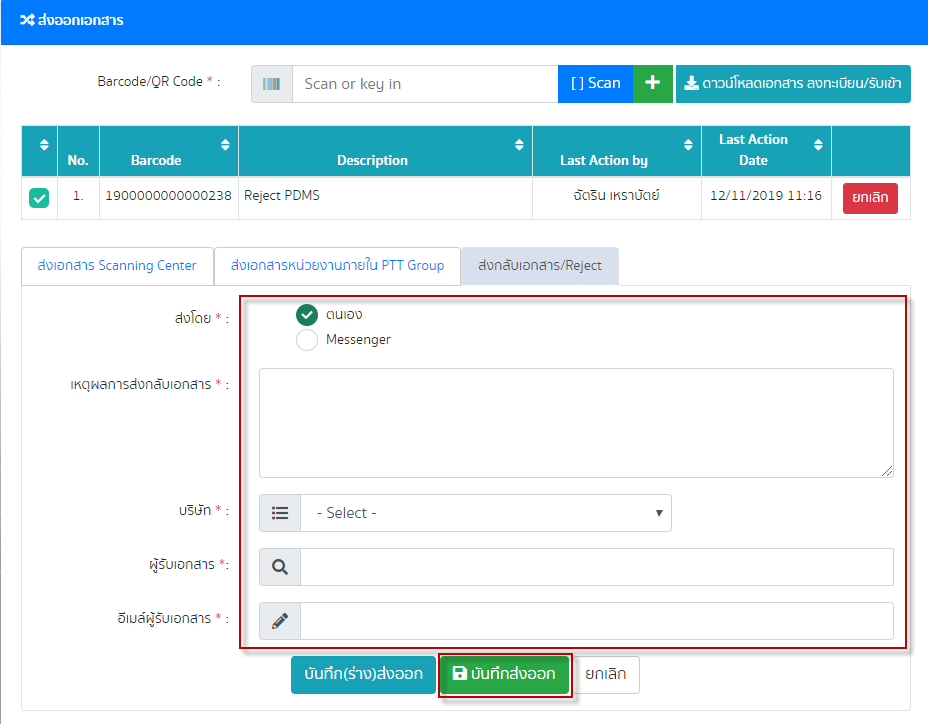 ส่งออกเอกสาร
Barcode/QR Code * :
Scan or key in
[ ] Scan
+
ดาวน์โหลดเอกสาร ลงทะเบียน/รับเข้า
No. Barcode Description Last Action by Last Action Date
1. 1900000000000238 Reject PDMS ฉัตริน เหราบัตย์ 12/11/2019 11:16 ยกเลิก
ส่งเอกสาร Scanning Center ส่งเอกสารหน่วยงานภายใน PTT Group ส่งกลับเอกสาร/Reject
ส่งโดย * : ตนเอง
Messenger
เหตุผลการส่งกลับเอกสาร * :
บริษัท * : - Select -
ผู้รับเอกสาร *:
อีเมล์ผู้รับเอกสาร * :
บันทึก(ร่าง)ส่งออก บันทึกส่งออก ยกเลิก